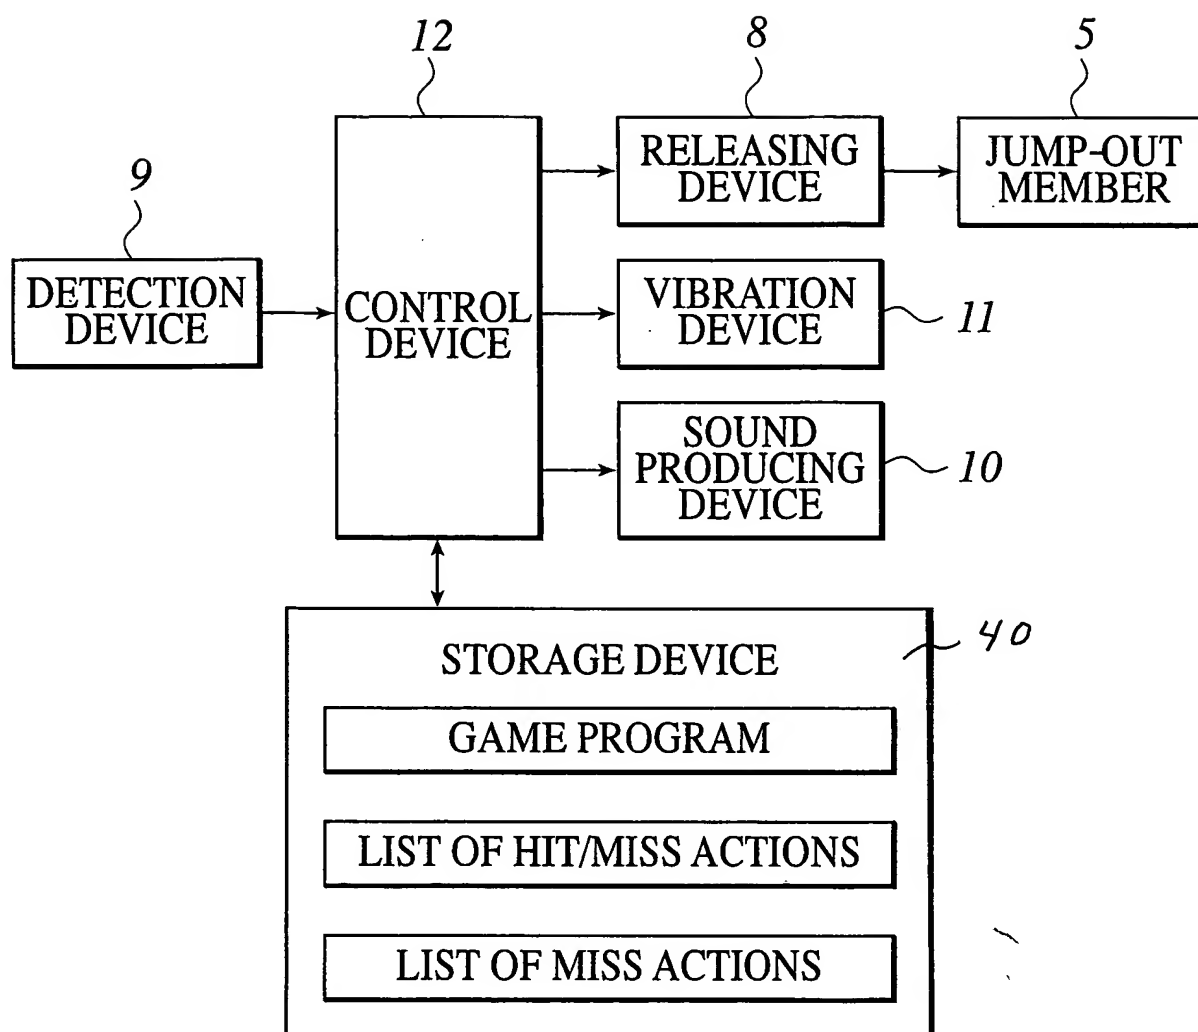 12
8
5
9
RELEASING
DEVICE
JUMP-OUT
MEMBER
DETECTION
DEVICE
CONTROL
DEVICE
VIBRATION
DEVICE
11
SOUND
PRODUCING
DEVICE
10
STORAGE DEVICE
40
GAME PROGRAM
LIST OF HIT/MISS ACTIONS
LIST OF MISS ACTIONS